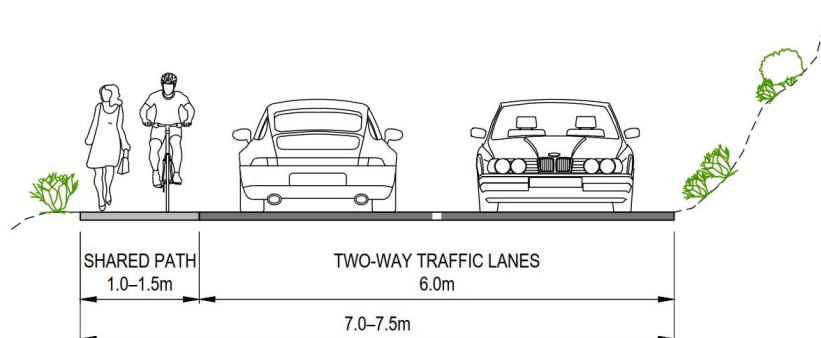 SHARED PATH
1.0–1.5m
TWO-WAY TRAFFIC LANES
6.0m
7.0–7.5m